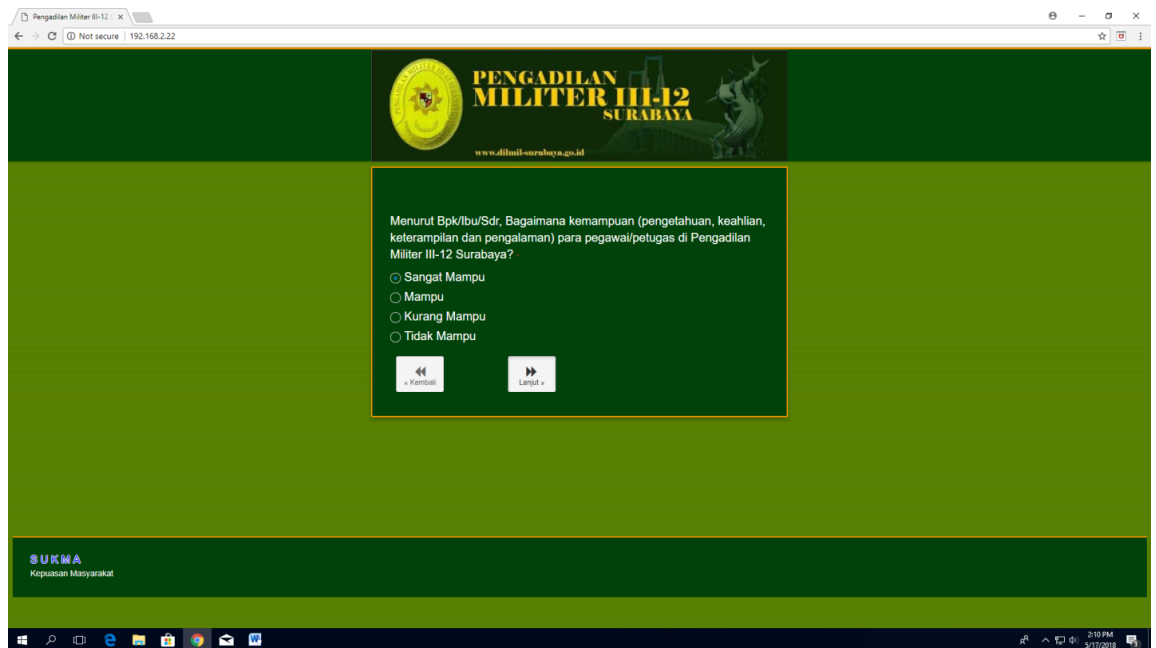 Pengadilan Militer III-12
Not secure | 192.168.2.22
PENGADILAN
MILITER III-12
SURABAYA
www.dilmil-surabaya.go.id
Menurut Bpk/Ibu/Sdr, Bagaimana kemampuan (pengetahuan, keahlian,
keterampilan dan pengalaman) para pegawai/petugas di Pengadilan
Militer III-12 Surabaya?
Sangat Mampu
Mampu
Kurang Mampu
Tidak Mampu
« Kembali
Lanjut »
SUKMA
Kepuasan Masyarakat
2:10 PM
5/17/2018